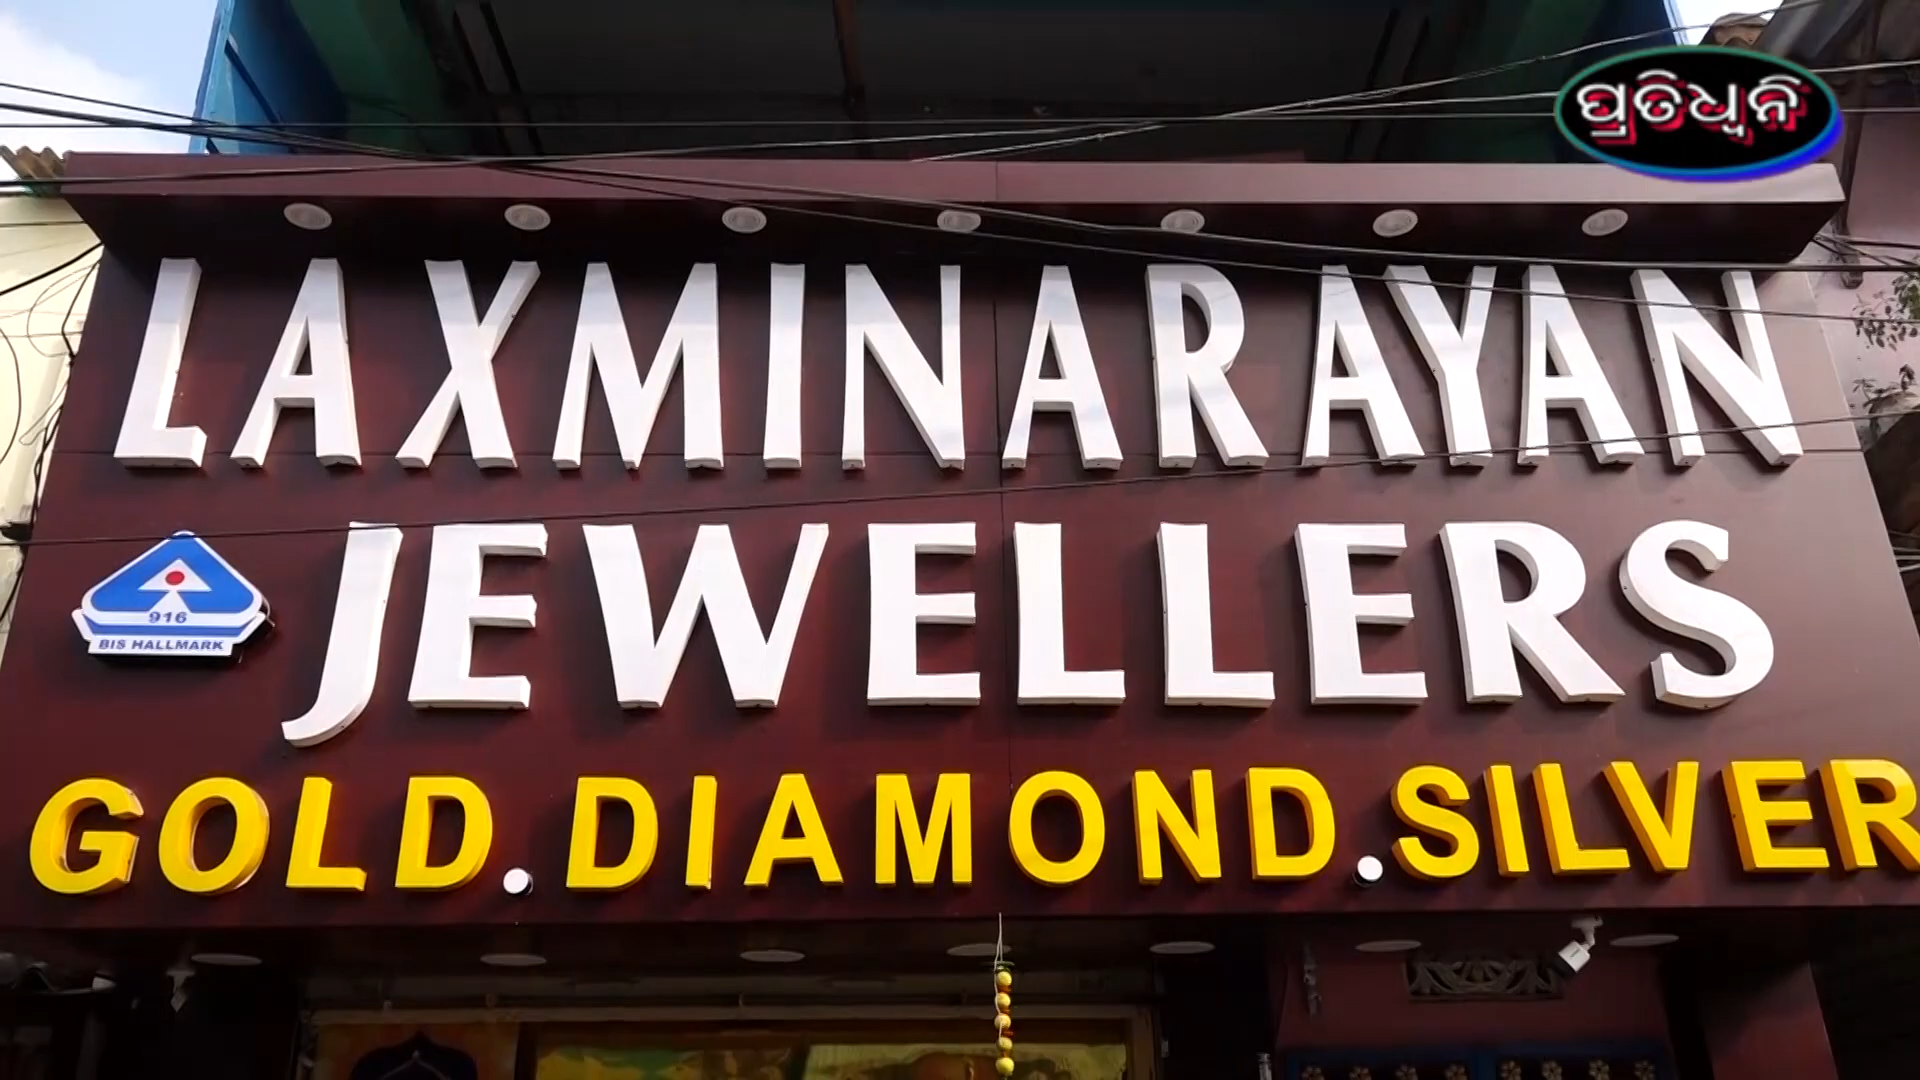 ପ୍ରତିଧ୍ୱନି
LAXMINARAYAN
JEWELLERS
916
BIS HALLMARK
GOLD.DIAMOND.SILVER